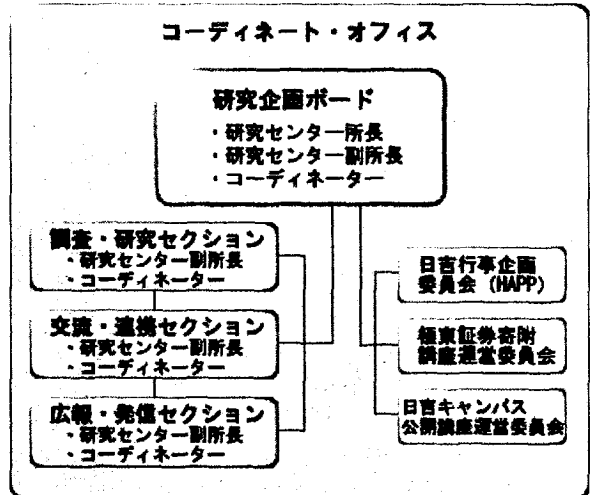 コーディネート・オフィス
研究企画ボード
・研究センター所長
・研究センター副所長
・コーディネーター
調査・研究セクション
・研究センター副所長
・コーディネーター
交流・連携セクション
・研究センター副所長
・コーディネーター
広報・発信セクション
・研究センター副所長
・コーディネーター
日吉行事企画
委員会 (HAPP)
極東証券寄附
講座運営委員会
日吉キャンパス
公開講座運営委員会